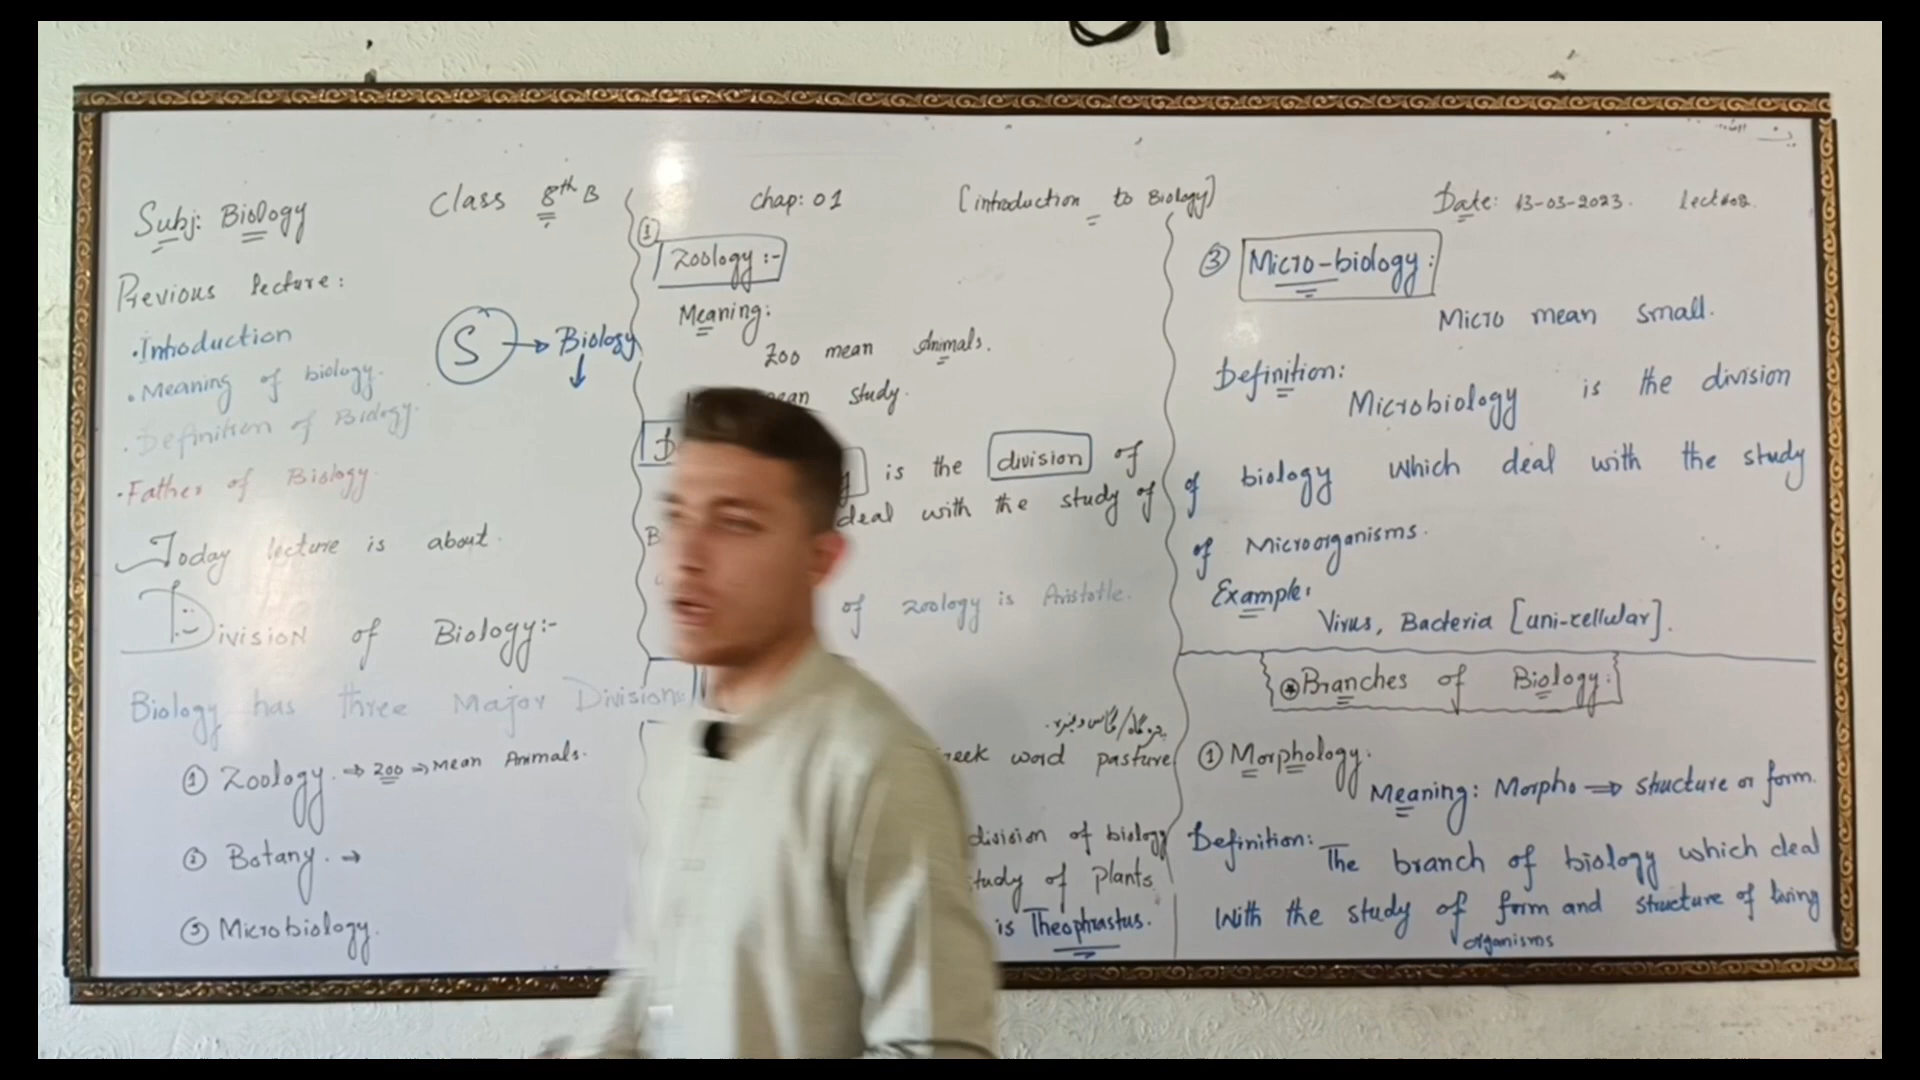 Subj: Biology Class 8th B Chap: 01 [introduction to Biology] Date: 13-03-2023.
Previous lecture:
• Introduction
• Meaning of biology.
• Definition of Biology.
• Father of Biology.
S → Biology
Today lecture is about.
Division of Biology:-
Biology has three Major Divisions
① Zoology. → Zoo → Mean Animals.
② Botany. →
③ Microbiology.
① Zoology :-
Meaning:
Zoo mean Animals.
mean study.
is the division of
deal with the study of
of zoology is Aristotle.
word pasture
division of biology
study of plants
is Theophrastus.
③ Micro-biology:
Micro mean small.
Definition:
Microbiology is the division
of biology which deal with the study
of Microorganisms.
Example:
Virus, Bacteria [uni-cellular].
Branches of Biology:
① Morphology:
Meaning: Morpho ⇒ structure or form.
Definition: The branch of biology which deal
with the study of form and structure of living
organisms